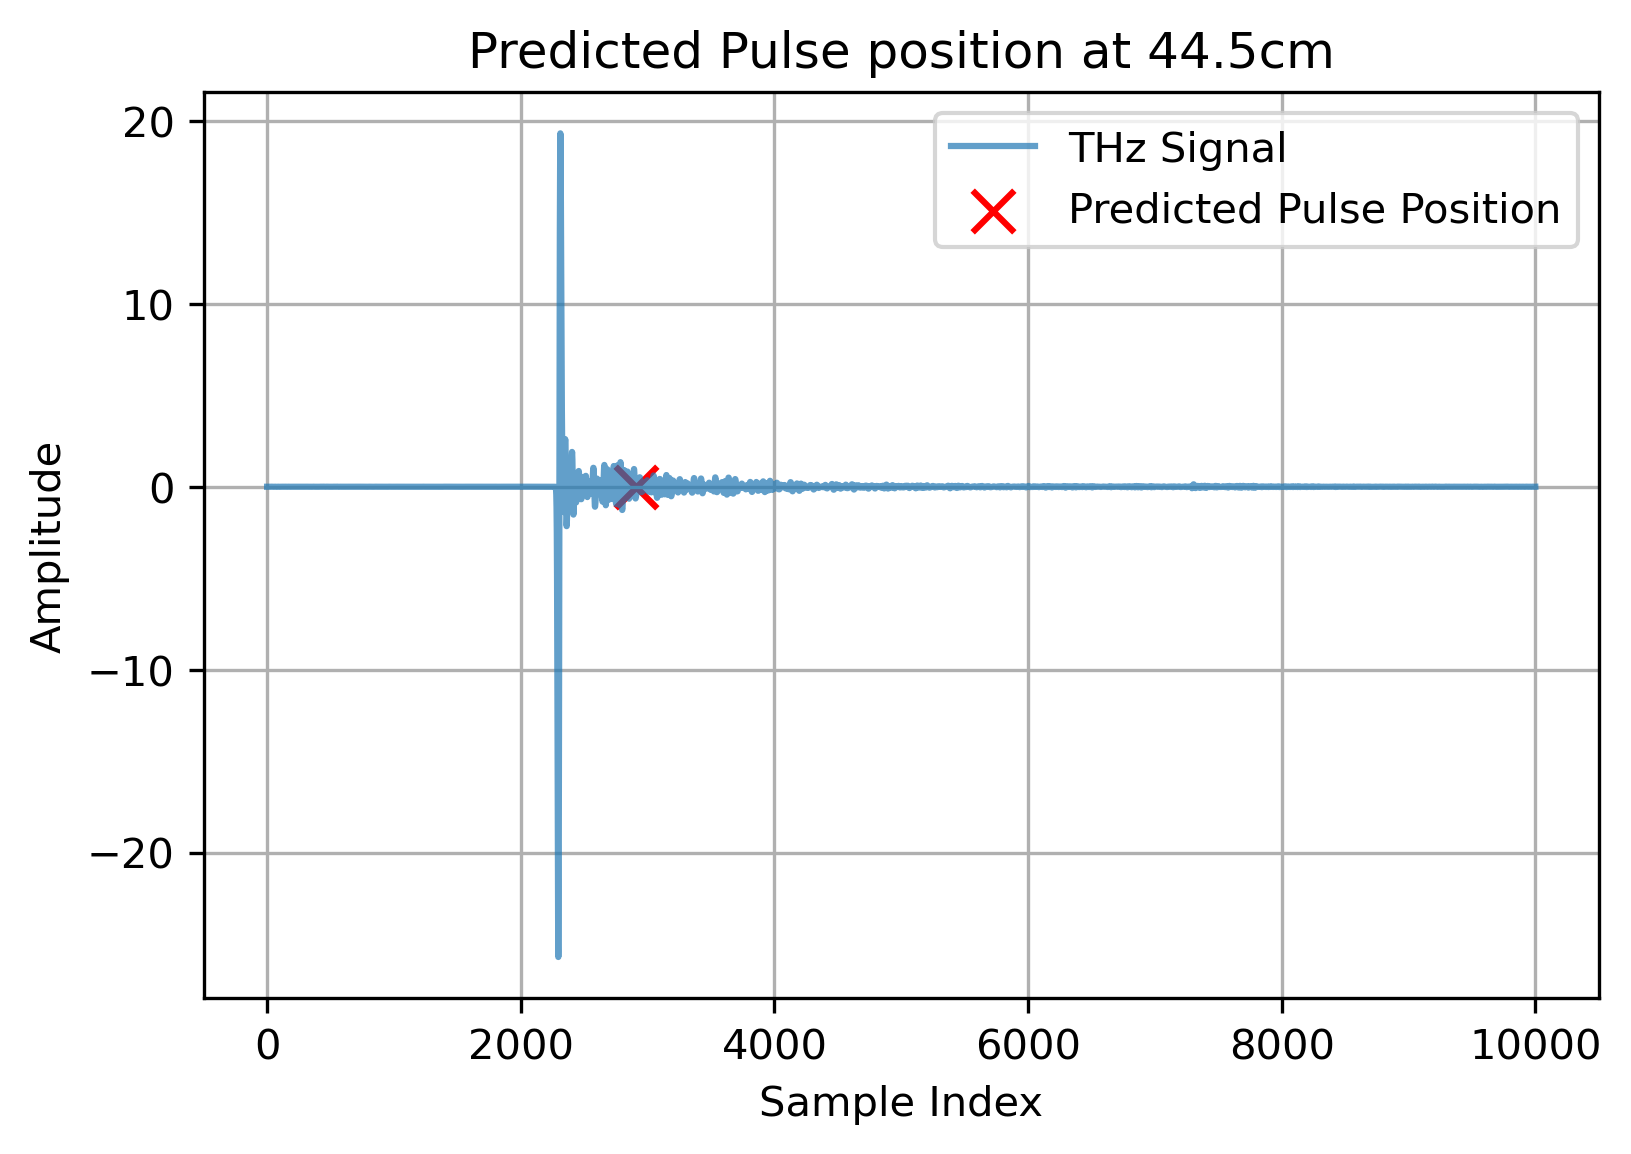 Predicted Pulse position at 44.5cm
THz Signal
Predicted Pulse Position
20
10
0
−10
−20
Amplitude
0 2000 4000 6000 8000 10000
Sample Index